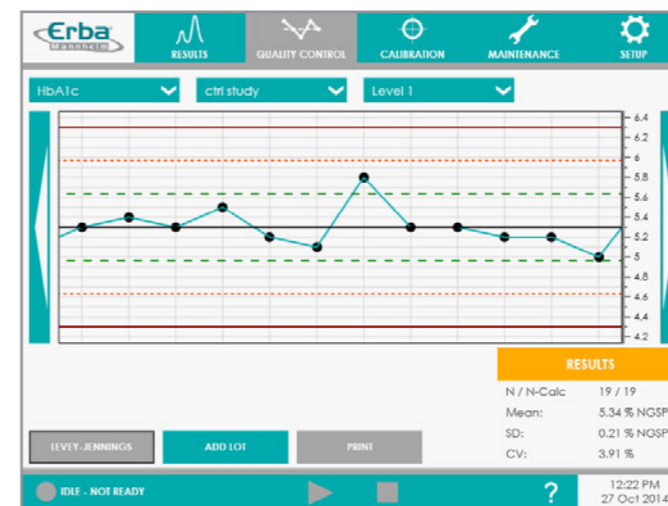 Erba
Mannheim
RESULTS
QUALITY CONTROL
CALIBRATION
MAINTENANCE
SETUP
HbA1c
ctrl study
Level 1
6.4
6.2
6
5.8
5.6
5.4
5.2
5
4.8
4.6
4.4
4.2
RESULTS
N / N-Calc 19 / 19
Mean: 5.34 % NGSP
SD: 0.21 % NGSP
CV: 3.91 %
LEVEY-JENNINGS
ADD LOT
PRINT
IDLE - NOT READY
?
12:22 PM
27 Oct 2014